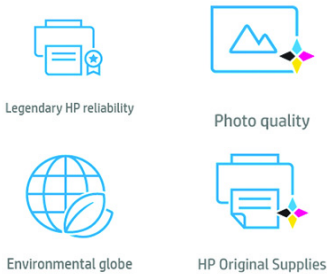 Legendary HP reliability
Photo quality
Environmental globe
HP Original Supplies